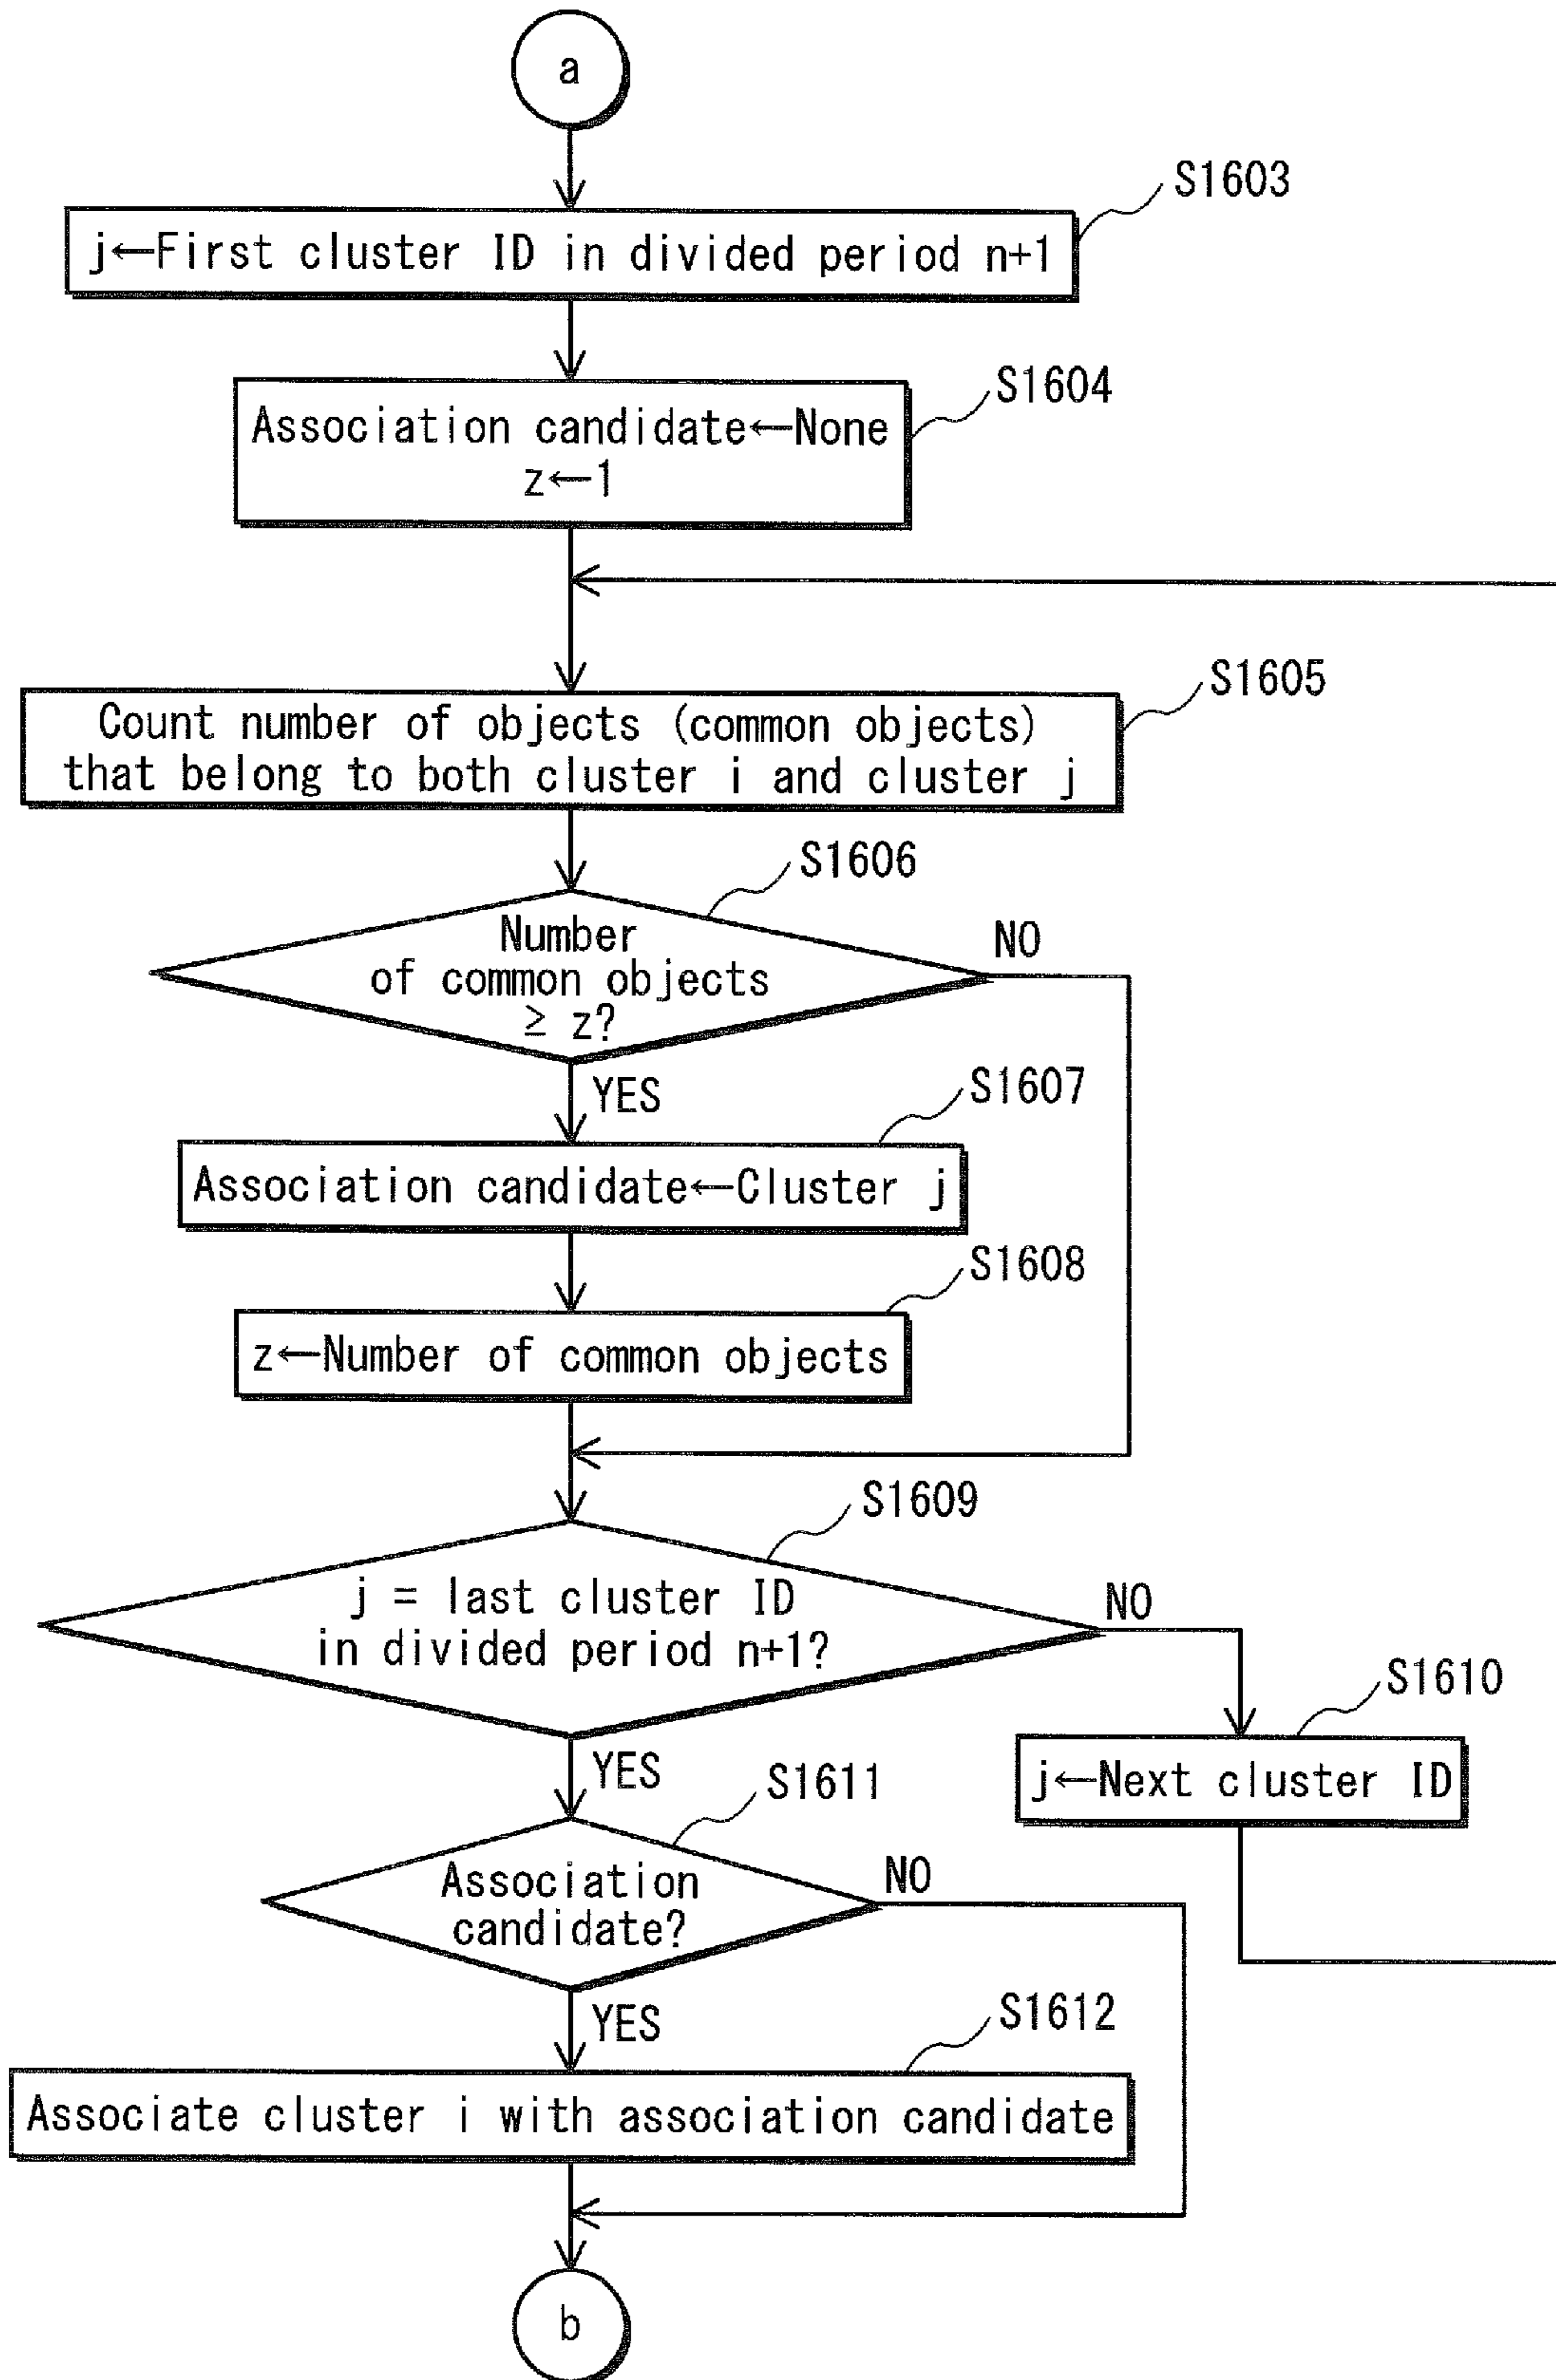 a
S1603
j←First cluster ID in divided period n+1
S1604
Association candidate←None
z←1
S1605
Count number of objects (common objects)
that belong to both cluster i and cluster j
S1606
Number
of common objects
≥ z?
NO
YES
S1607
Association candidate←Cluster j
S1608
z←Number of common objects
S1609
j = last cluster ID
in divided period n+1?
NO
YES
S1610
j←Next cluster ID
S1611
Association
candidate?
NO
YES
S1612
Associate cluster i with association candidate
b